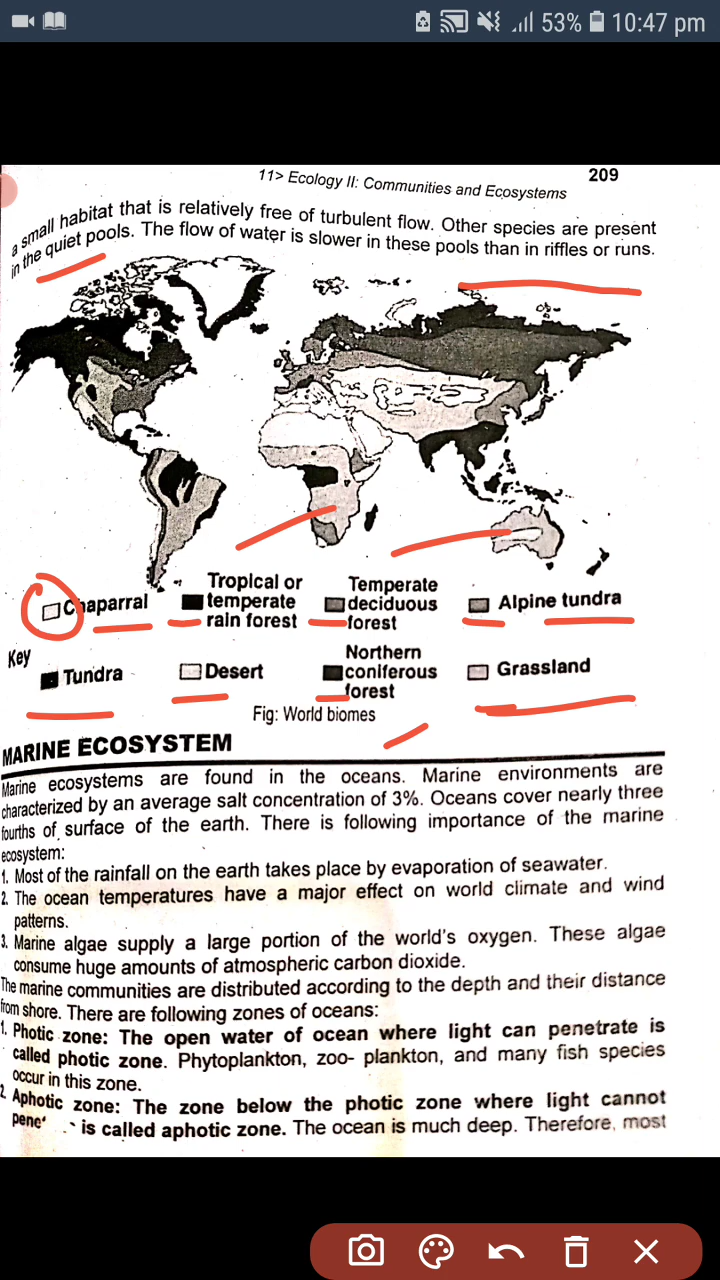 53% 10:47 pm
11> Ecology II: Communities and Ecosystems 209
a small habitat that is relatively free of turbulent flow. Other species are present
in the quiet pools. The flow of water is slower in these pools than in riffles or runs.
Chaparral
Tropical or
temperate
rain forest
Temperate
deciduous
forest
Alpine tundra
Key
Tundra
Desert
Northern
coniferous
forest
Grassland
Fig: World biomes
MARINE ECOSYSTEM
Marine ecosystems are found in the oceans. Marine environments are
characterized by an average salt concentration of 3%. Oceans cover nearly three
fourths of surface of the earth. There is following importance of the marine
ecosystem:
1. Most of the rainfall on the earth takes place by evaporation of seawater.
2. The ocean temperatures have a major effect on world climate and wind
patterns.
3. Marine algae supply a large portion of the world's oxygen. These algae
consume huge amounts of atmospheric carbon dioxide.
The marine communities are distributed according to the depth and their distance
from shore. There are following zones of oceans:
1. Photic zone: The open water of ocean where light can penetrate is
called photic zone. Phytoplankton, zoo- plankton, and many fish species
occur in this zone.
2. Aphotic zone: The zone below the photic zone where light cannot
is called aphotic zone. The ocean is much deep. Therefore, most